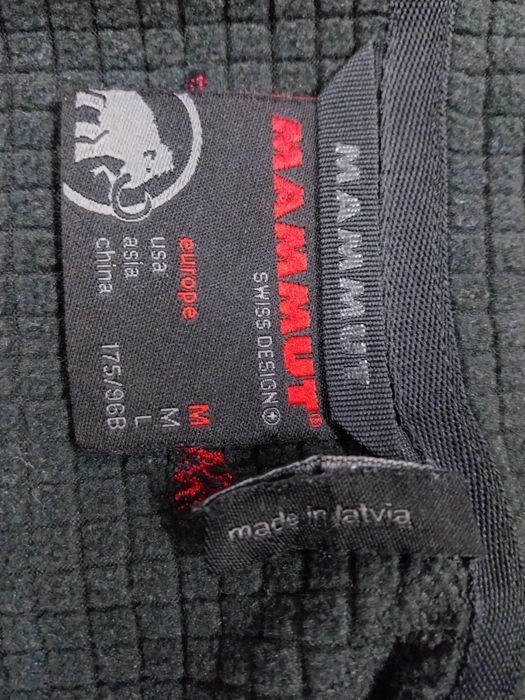 MAMMUT
MAMMUT®
SWISS DESIGN
europe M
usa M
asia L
china 175/96B
made in latvia